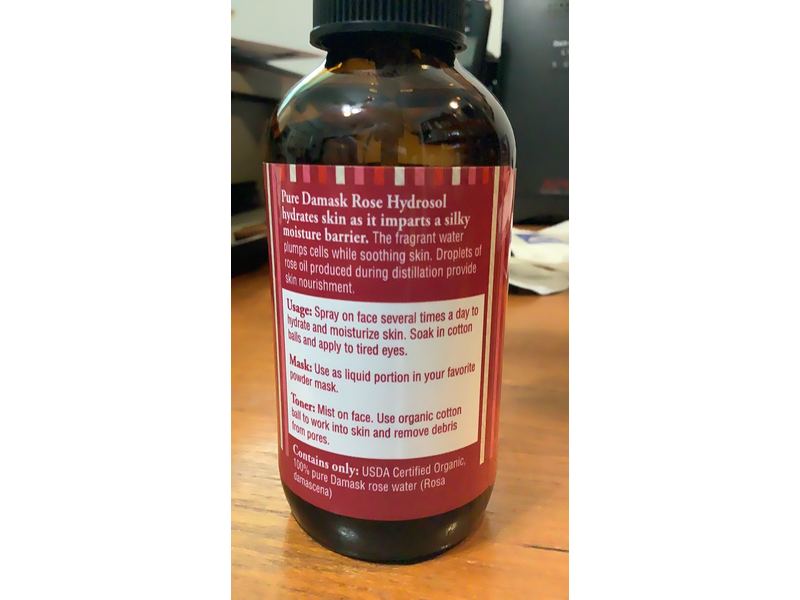 Pure Damask Rose Hydrosol
hydrates skin as it imparts a silky
moisture barrier. The fragrant water
plumps cells while soothing skin. Droplets of
rose oil produced during distillation provide
skin nourishment.
Usage: Spray on face several times a day to
hydrate and moisturize skin. Soak in cotton
balls and apply to tired eyes.
Mask: Use as liquid portion in your favorite
powder mask.
Toner: Mist on face. Use organic cotton
ball to work into skin and remove debris
from pores.
Contains only: USDA Certified Organic,
100% pure Damask rose water (Rosa
damascena)